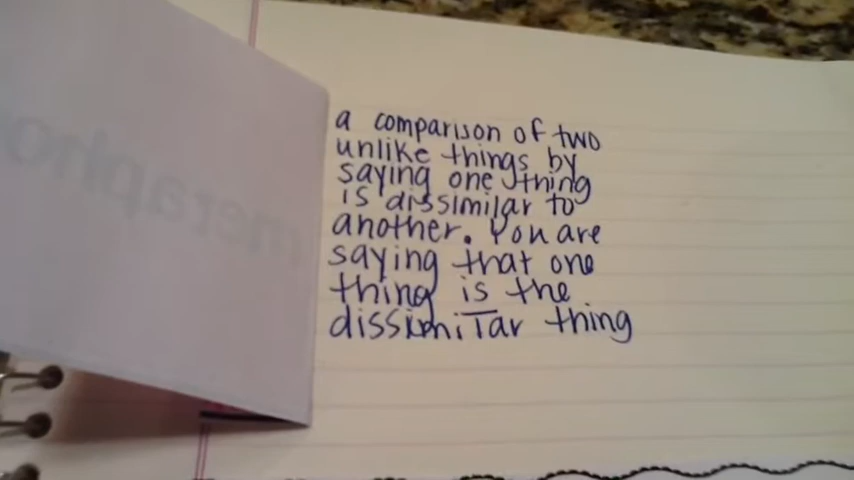 metaphor
a comparison of two
unlike things by
saying one thing
is dissimilar to
another. You are
saying that one
thing is the
dissimilar thing